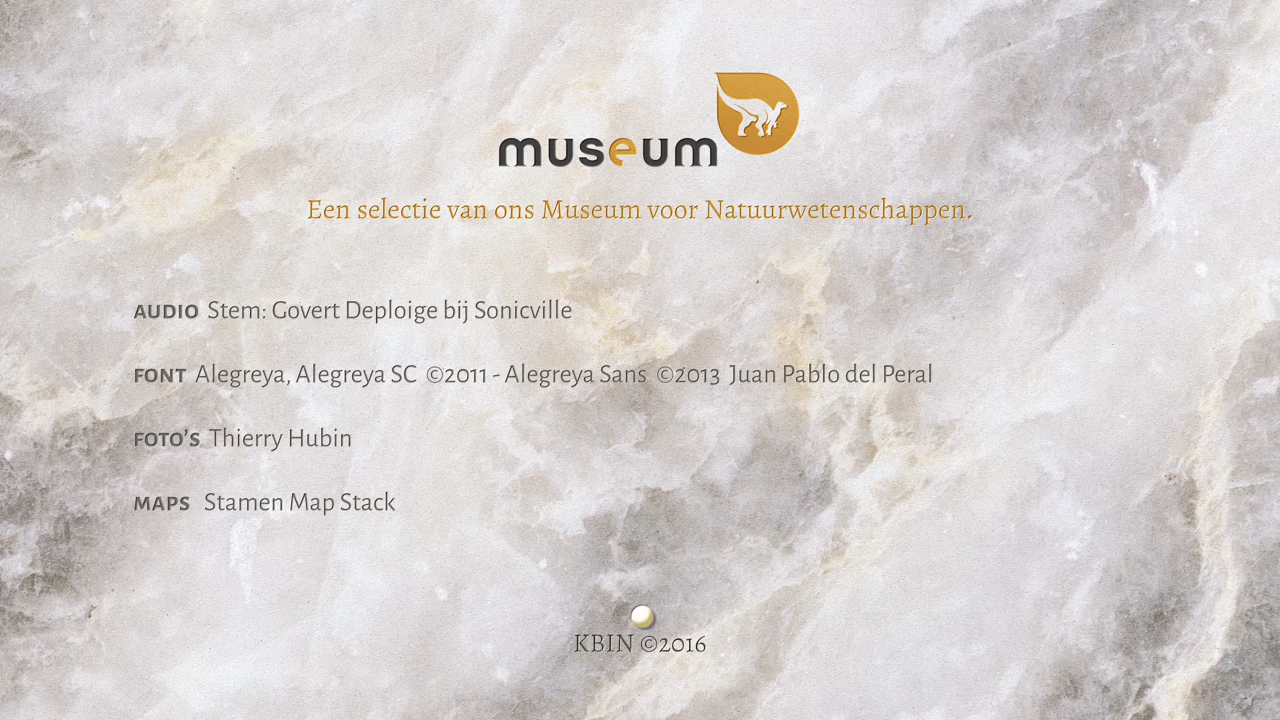 museum
Een selectie van ons Museum voor Natuurwetenschappen.
AUDIO Stem: Govert Deploige bij Sonicville
FONT Alegreya, Alegreya SC ©2011 - Alegreya Sans ©2013 Juan Pablo del Peral
FOTO’S Thierry Hubin
MAPS Stamen Map Stack
KBIN ©2016